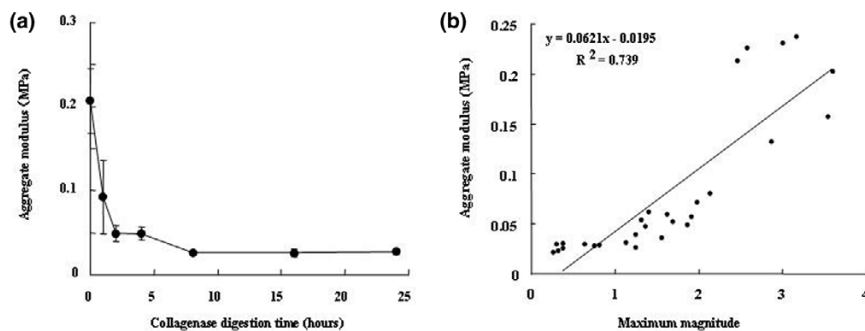 (a)
Aggregate modulus (MPa)
0.3
0.2
0.1
0
0
5
10
15
20
25
Collagenase digestion time (hours)
(b)
Aggregate modulus (MPa)
0.25
0.2
0.15
0.1
0.05
0
0
1
2
3
4
y = 0.0621x - 0.0195
R 2 = 0.739
Maximum magnitude